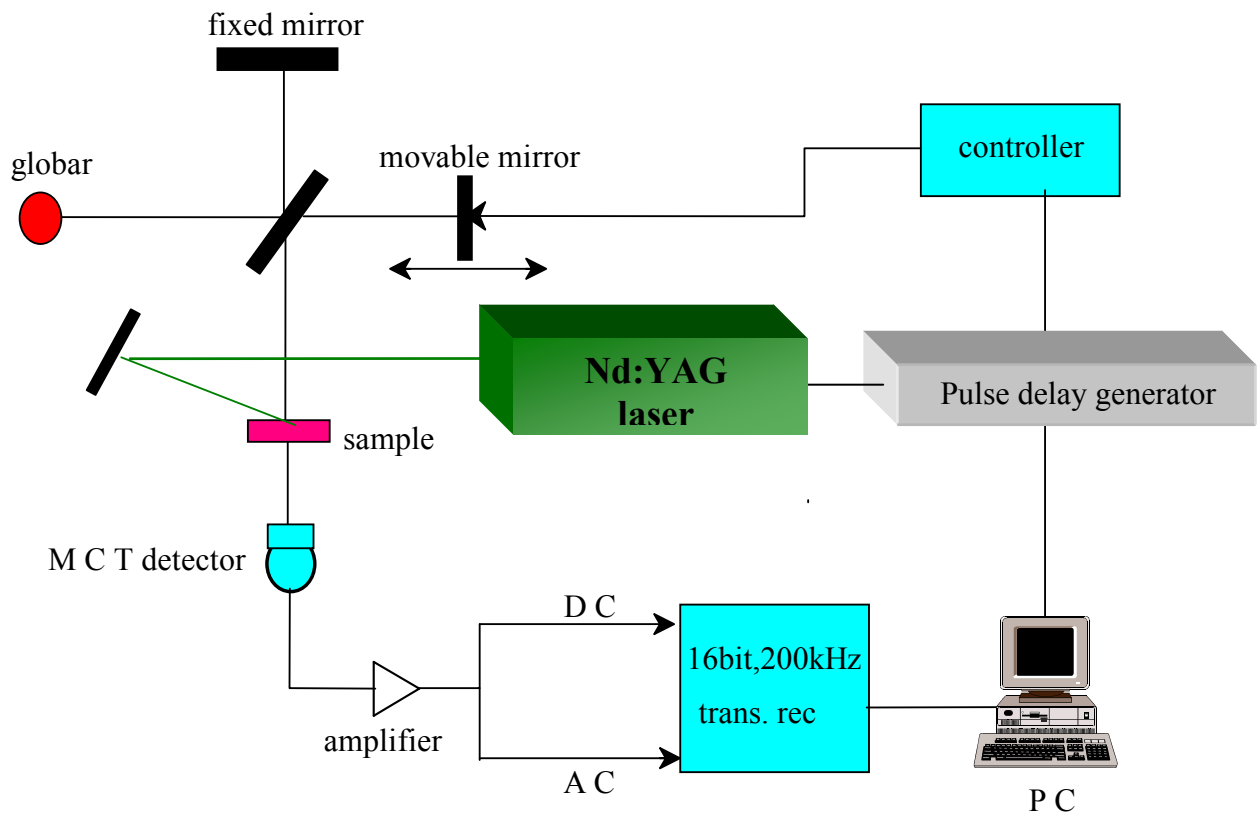 fixed mirror
globar
movable mirror
controller
Nd:YAG
laser
Pulse delay generator
sample
M C T detector
D C
16bit,200kHz
trans. rec
amplifier
A C
P C